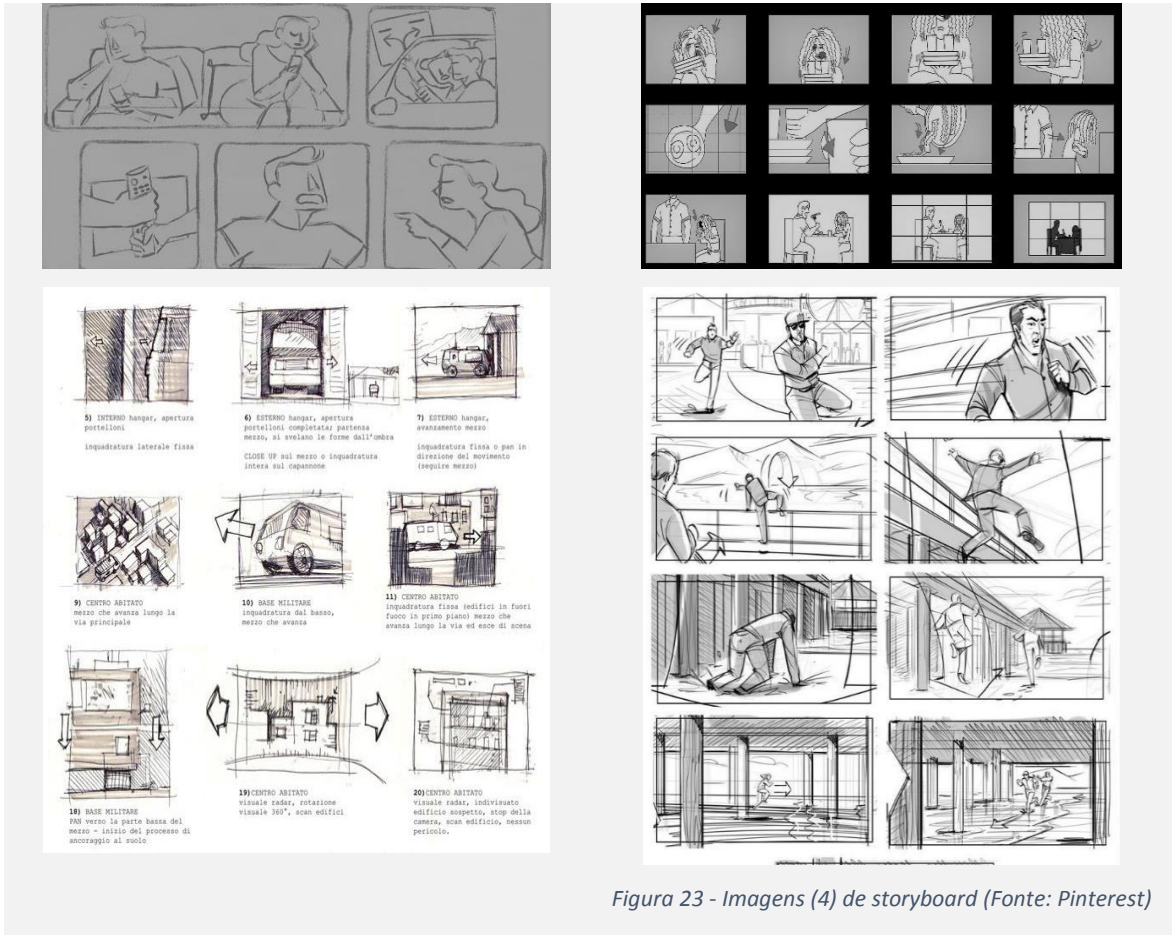 5) INTERNO hangar, apertura
portelloni
inquadratura laterale fissa
6) ESTERNO hangar, apertura
portelloni completata; partenza
mezzo, si svelano le forme dall'ombra
CLOSE UP sul mezzo o inquadratura
intera sul capannone
7) ESTERNO hangar,
avanzamento mezzo
inquadratura fissa o pan in
direzione del movimento
(seguire mezzo)
9) CENTRO ABITATO
mezzo che avanza lungo la
via principale
10) BASE MILITARE
inquadratura dal basso,
mezzo che avanza
11) CENTRO ABITATO
inquadratura fissa (edifici in fuori
fuoco in primo piano) mezzo che
avanza lungo la via ed esce di scena
18) BASE MILITARE
PAN verso la parte bassa del
mezzo - inizio del processo di
ancoraggio al suolo
19)CENTRO ABITATO
visuale radar, rotazione
visuale 360°, scan edifici
20)CENTRO ABITATO
visuale radar, indivisuato
edificio sospetto, stop della
camera, scan edificio, nessun
pericolo.
Figura 23 - Imagens (4) de storyboard (Fonte: Pinterest)